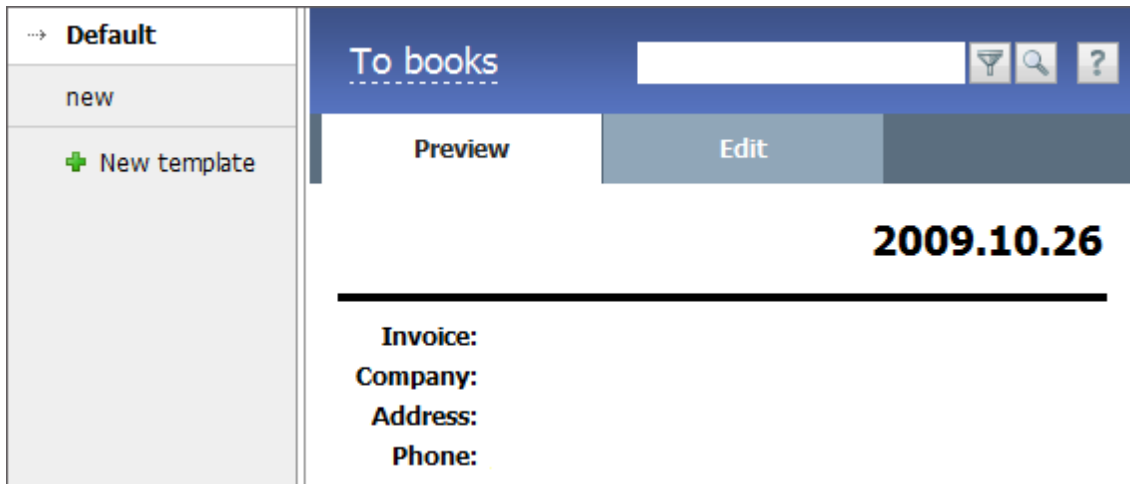 Default
new
New template
To books
?
Preview
Edit
2009.10.26
Invoice:
Company:
Address:
Phone: